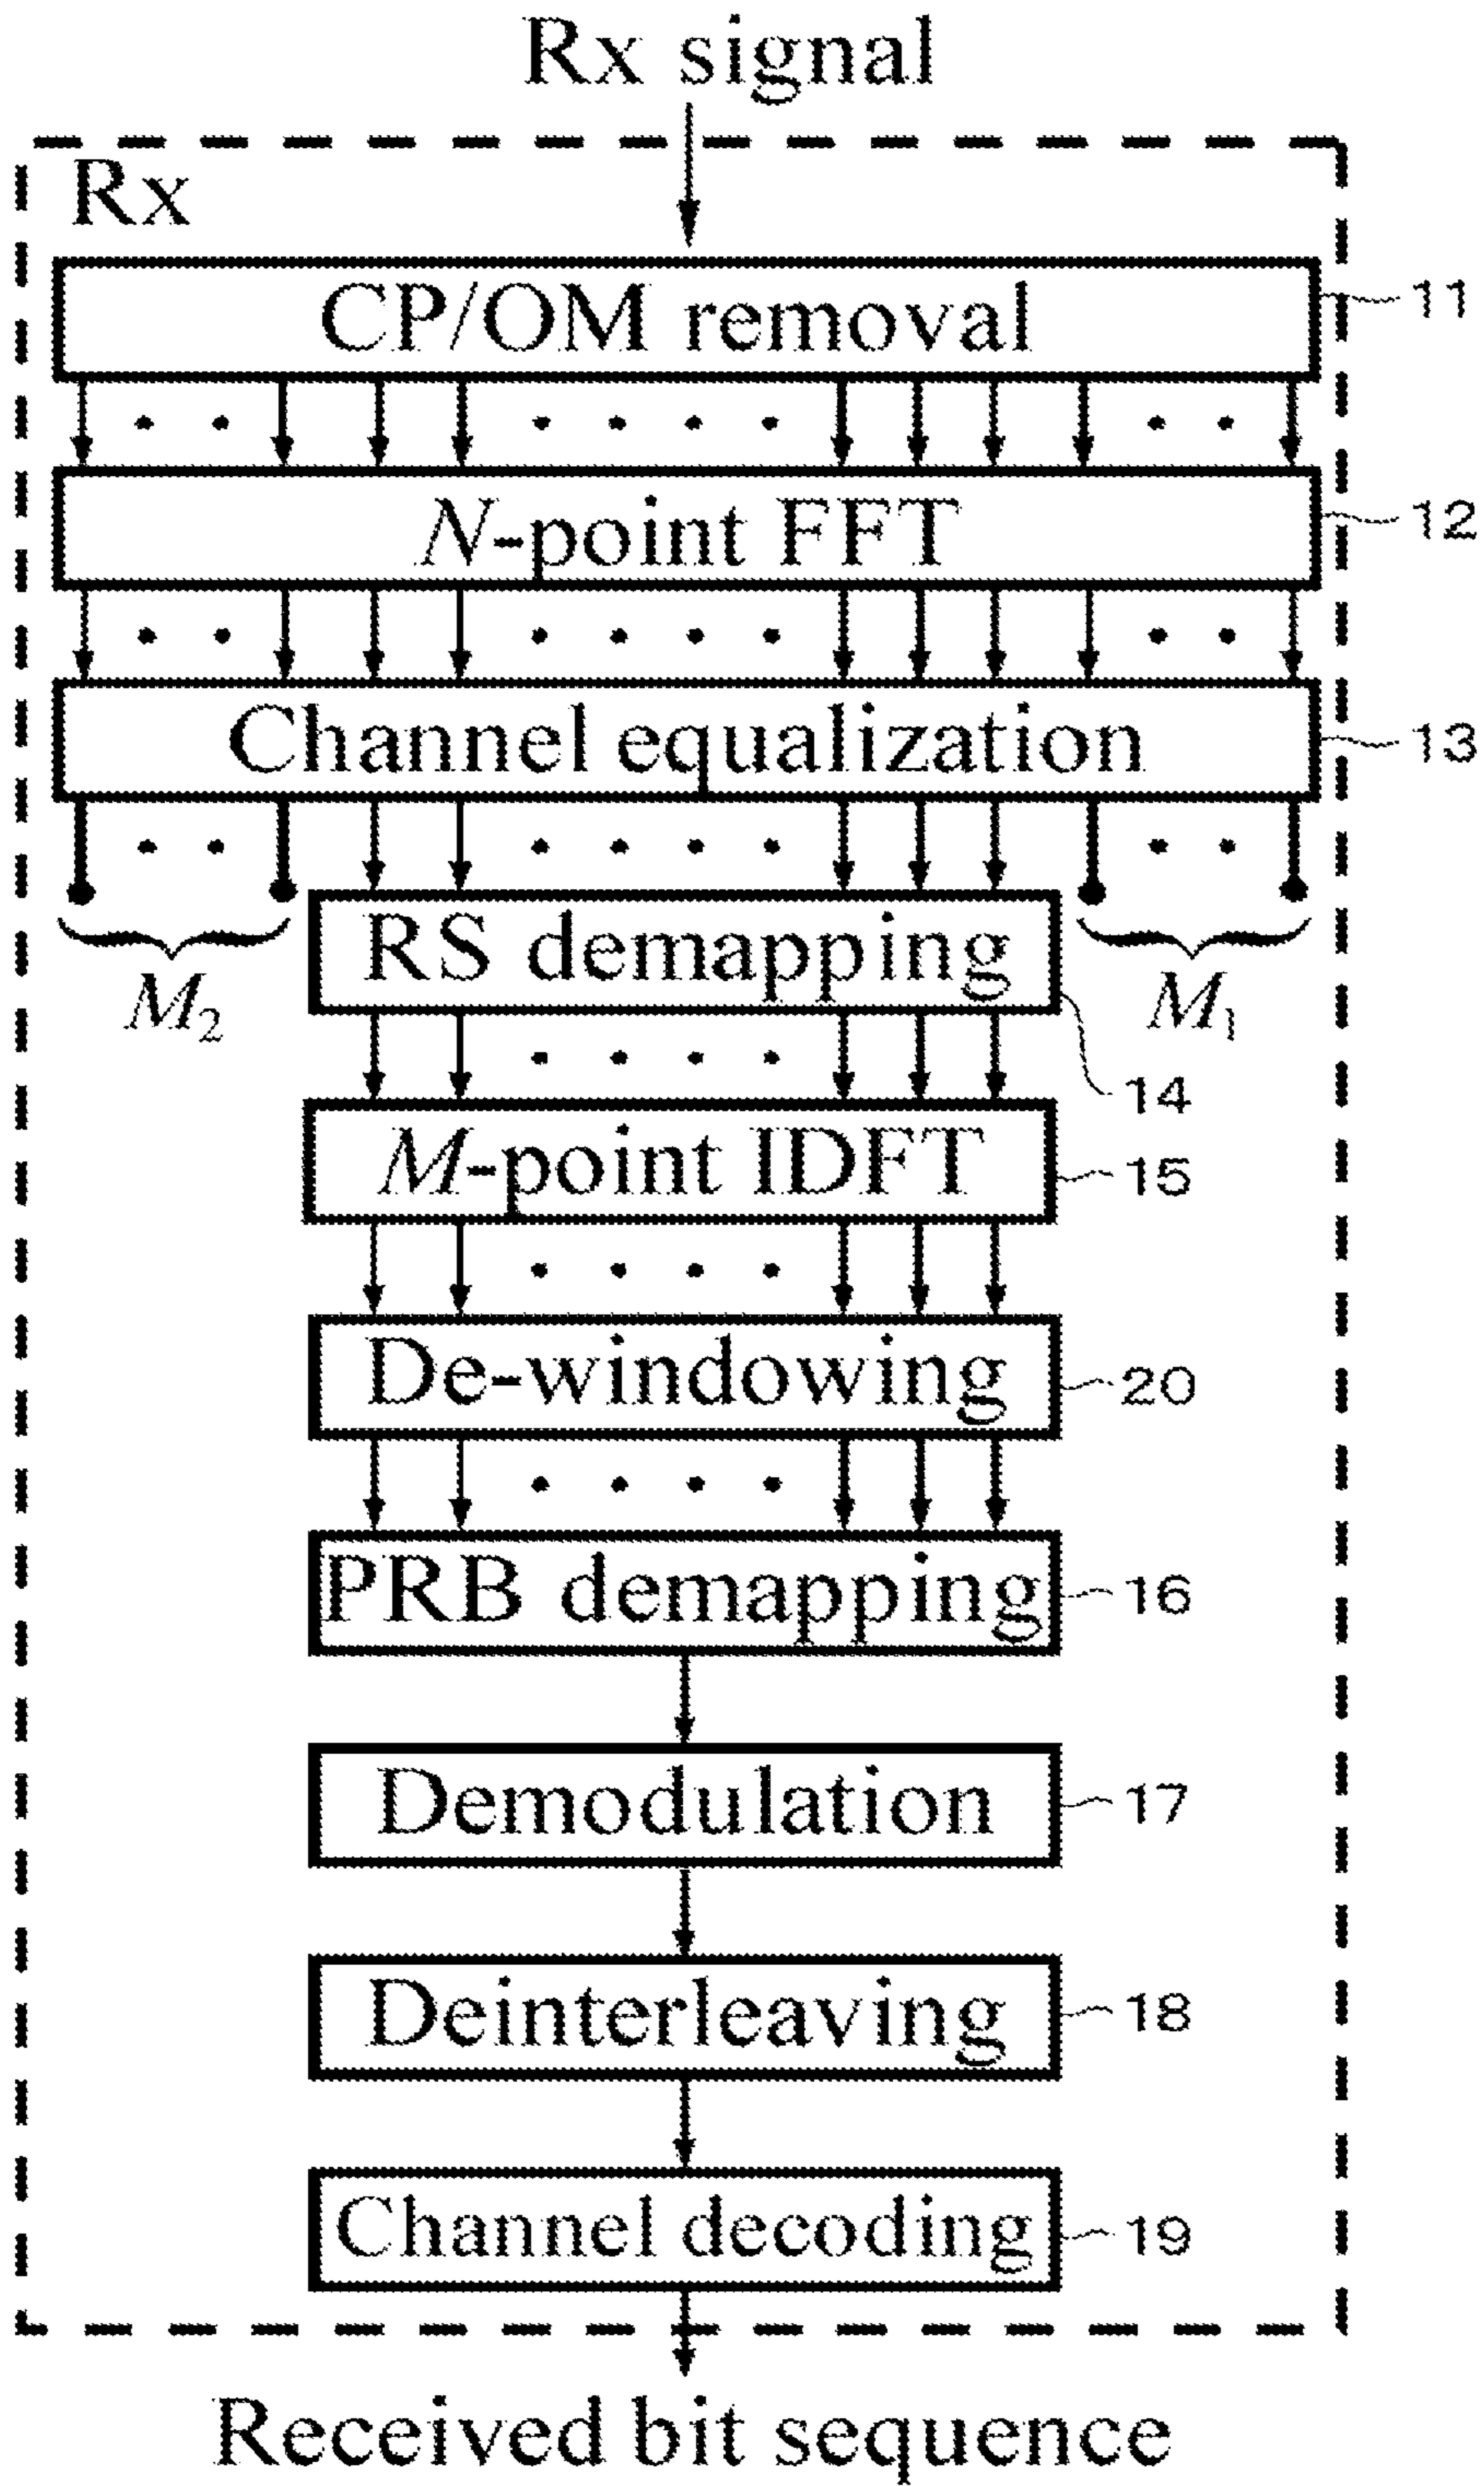 Rx signal
Rx
CP/OM removal 11
N-point FFT 12
Channel equalization 13
RS demapping 14
M₂ M₁
M-point IDFT 15
De-windowing 20
PRB demapping 16
Demodulation 17
Deinterleaving 18
Channel decoding 19
Received bit sequence